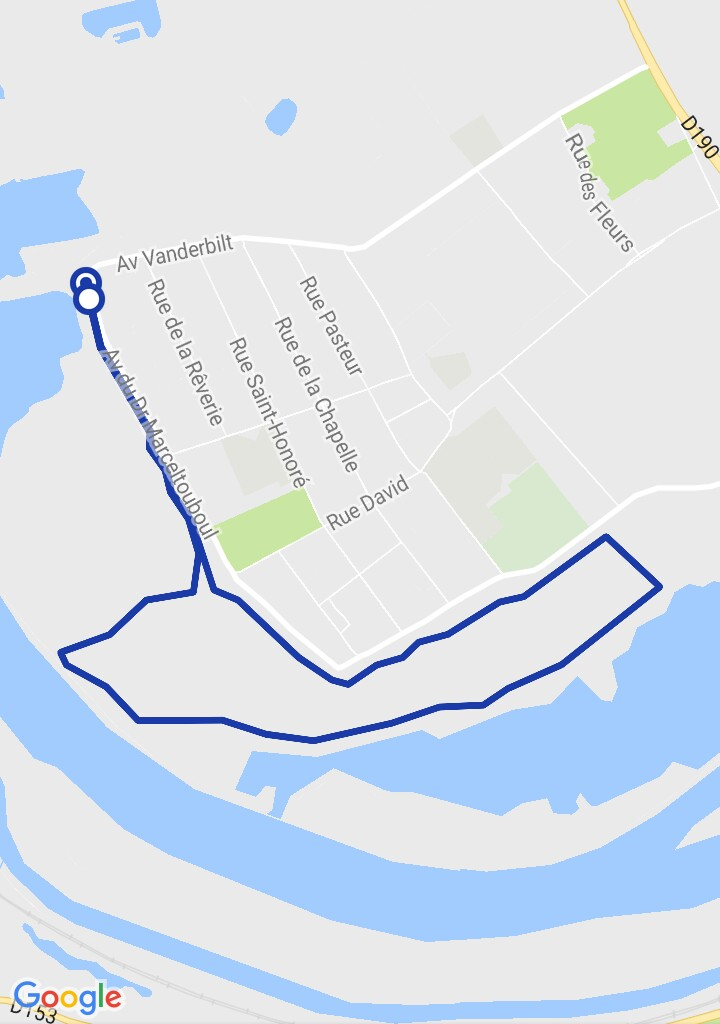 D190
Rue des Fleurs
Av Vanderbilt
Rue de la Rêverie
Rue Pasteur
Rue de la Chapelle
Rue Saint-Honoré
Av du Dr Marceltouboul
Rue David
Google
D153